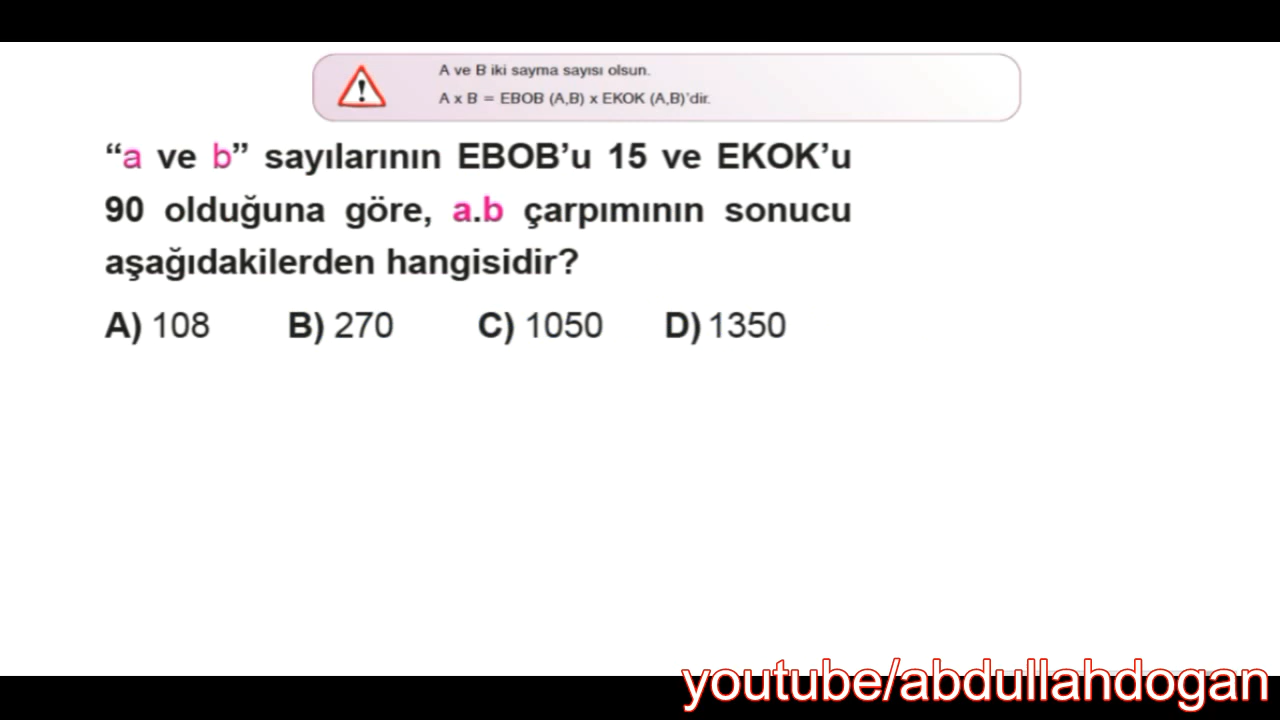 A ve B iki sayma sayısı olsun.
A x B = EBOB (A,B) x EKOK (A,B)'dir.
“a ve b” sayılarının EBOB’u 15 ve EKOK’u
90 olduğuna göre, a.b çarpımının sonucu
aşağıdakilerden hangisidir?
A) 108 B) 270 C) 1050 D) 1350
youtube/abdullahdogan